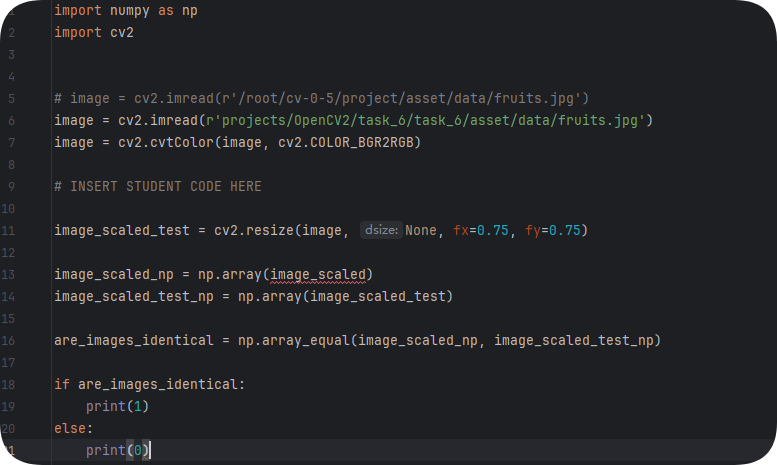 import numpy as np
2 import cv2
3
4
5 # image = cv2.imread(r'/root/cv-0-5/project/asset/data/fruits.jpg')
6 image = cv2.imread(r'projects/OpenCV2/task_6/task_6/asset/data/fruits.jpg')
7 image = cv2.cvtColor(image, cv2.COLOR_BGR2RGB)
8
9 # INSERT STUDENT CODE HERE
10
11 image_scaled_test = cv2.resize(image, dsize: None, fx=0.75, fy=0.75)
12
13 image_scaled_np = np.array(image_scaled)
14 image_scaled_test_np = np.array(image_scaled_test)
15
16 are_images_identical = np.array_equal(image_scaled_np, image_scaled_test_np)
17
18 if are_images_identical:
19     print(1)
20 else:
    print(0)